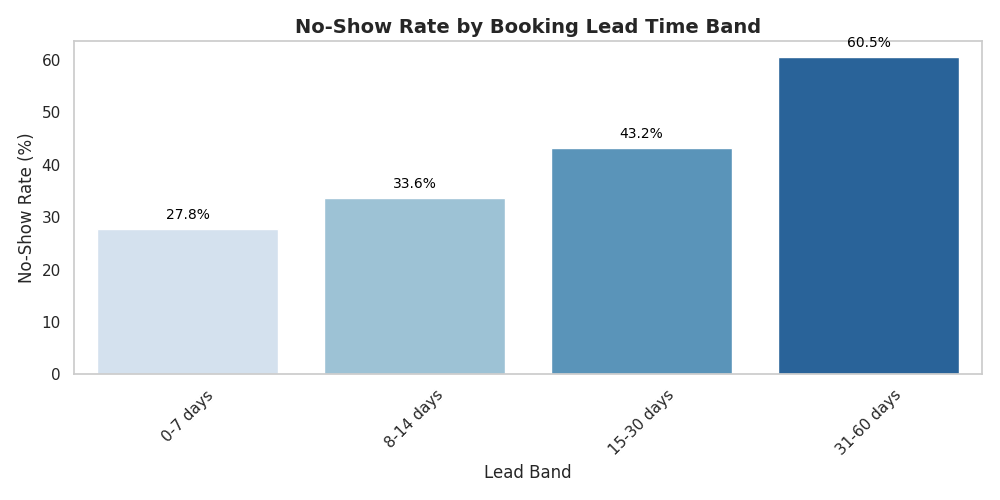 No-Show Rate by Booking Lead Time Band
No-Show Rate (%)
60
50
40
30
20
10
0
27.8%
33.6%
43.2%
60.5%
0-7 days
8-14 days
15-30 days
31-60 days
Lead Band